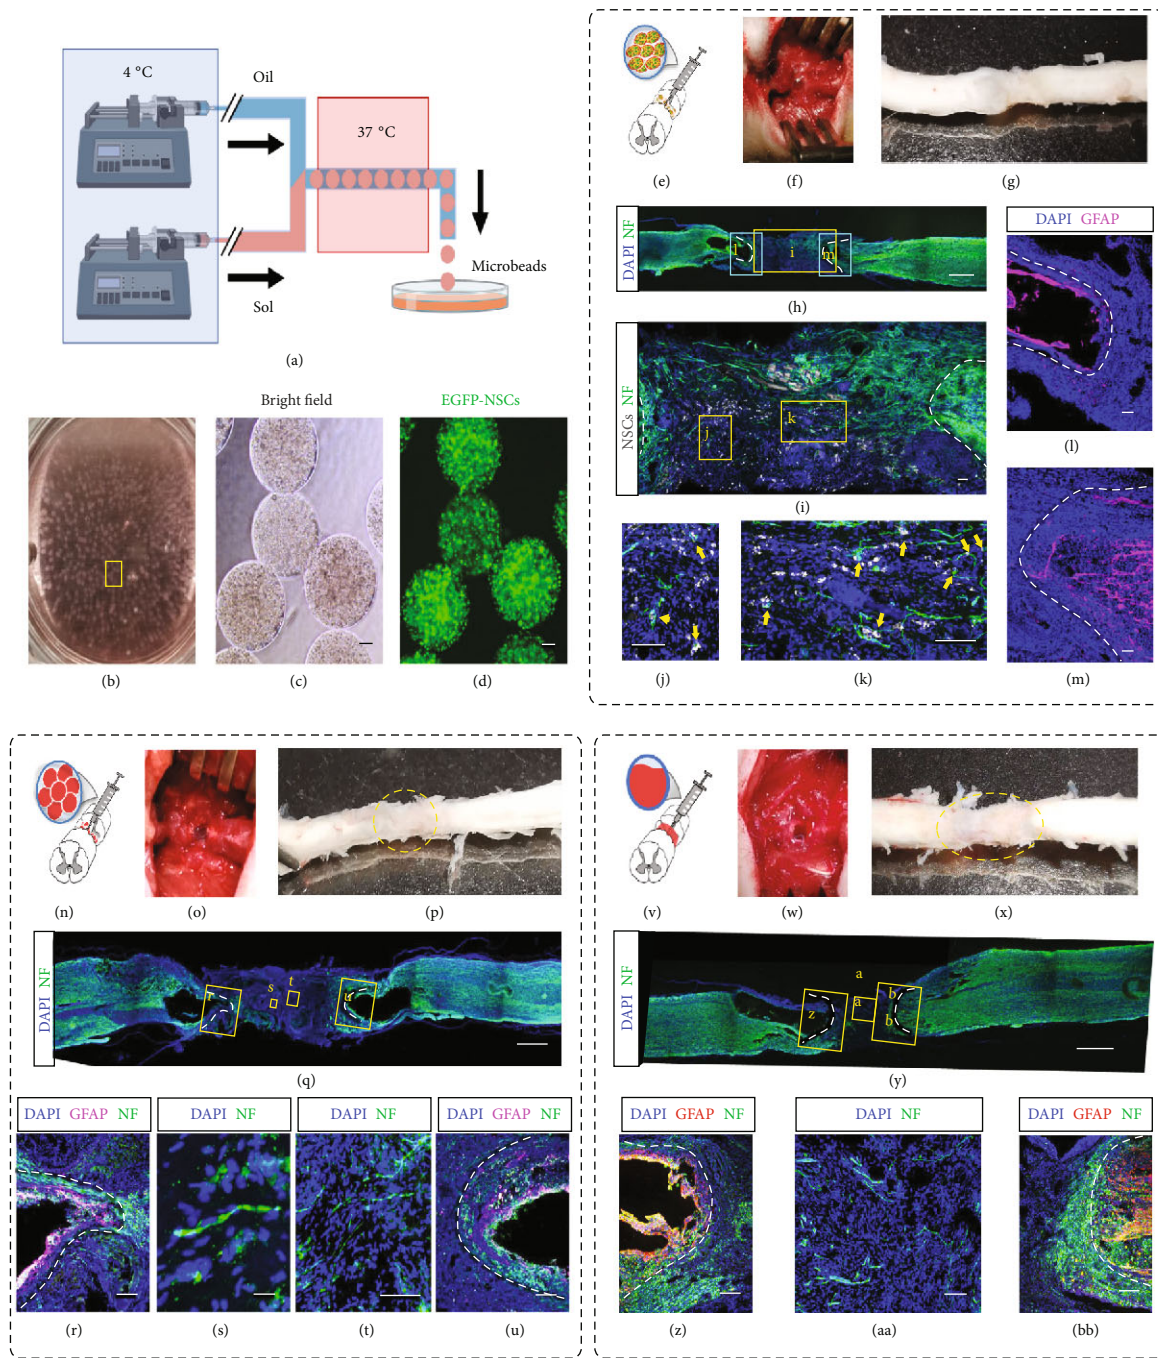 4 °C
Oil
37 °C
Microbeads
Sol
(a)
Bright field
EGFP-NSCs
(b)
(c)
(d)
(e)
(f)
(g)
DAPI NF
l
i
m
(h)
DAPI GFAP
(l)
NSCs NF
j
k
(i)
(j)
(k)
(m)
(n)
(o)
(p)
DAPI NF
r
s
t
u
(q)
DAPI GFAP NF
DAPI NF
DAPI NF
DAPI GFAP NF
(r)
(s)
(t)
(u)
(v)
(w)
(x)
DAPI NF
z
a
a
b
b
(y)
DAPI GFAP NF
DAPI NF
DAPI GFAP NF
(z)
(aa)
(bb)